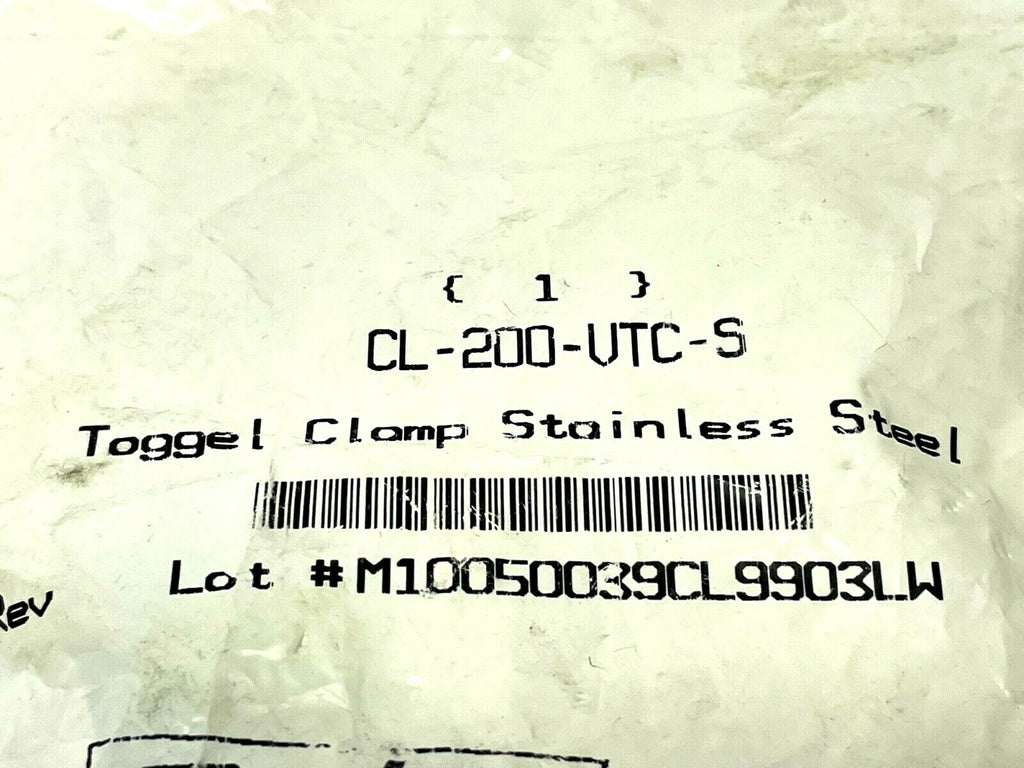 { 1 }
CL-200-VTC-S
Toggel Clamp Stainless Steel
Lot #M10050039CL9903LW
Rev